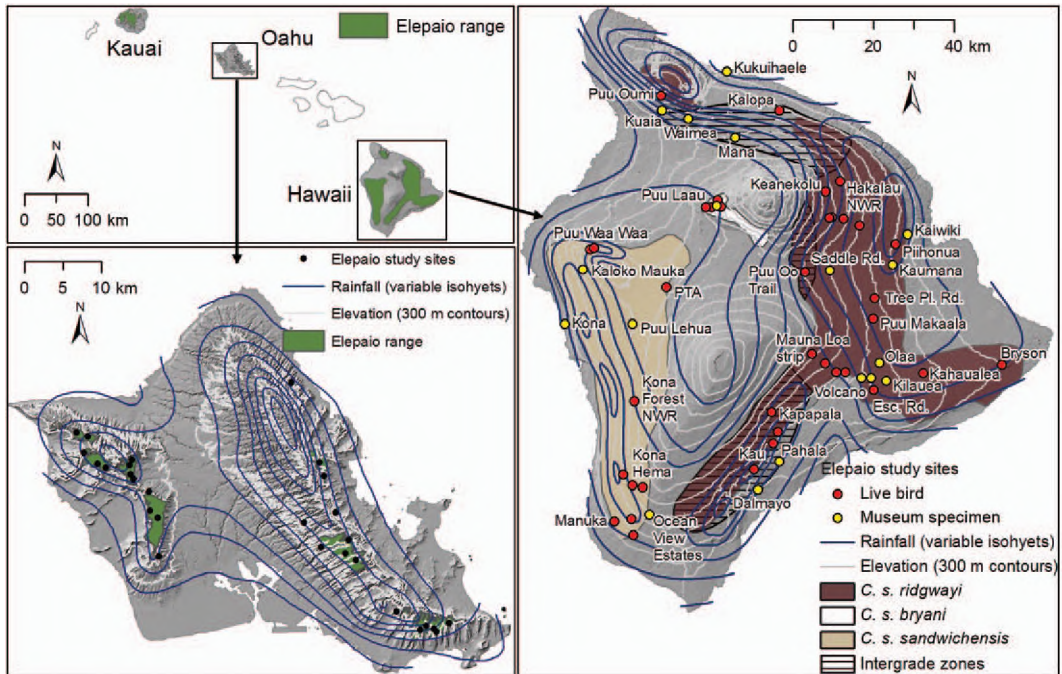 Kauai
Oahu
Elepaio range
N
0 50 100 km
Hawaii
0 5 10 km
Elepaio study sites
Rainfall (variable isohyets)
Elevation (300 m contours)
Elepaio range
N
0 20 40
km
N
Kukuihaele
Puu Oumi
Kalopa
Kuaia
Waimea
Mana
Keanekolu
Hakalau
NWR
Puu Laau
Kaiwiki
Puu Waa Waa
Piihonua
Saddle Rd.
Kaloko Mauka
Puu Oo
Trail
Kaumana
PTA
Tree Pl. Rd.
Kona
Puu Lehua
Puu Makaala
Mauna Loa
strip
Olaa
Bryson
Kahaualea
Kilauea
Volcano
Esc. Rd.
Kona
Forest
NWR
Kapapala
Pahala
Kona
Hema
Kau
Dalmayo
Manuka
Ocean
View
Estates
Elepaio study sites
Live bird
Museum specimen
Rainfall (variable isohyets)
Elevation (300 m contours)
C. s. ridgwayi
C. s. bryani
C. s. sandwichensis
Intergrade zones